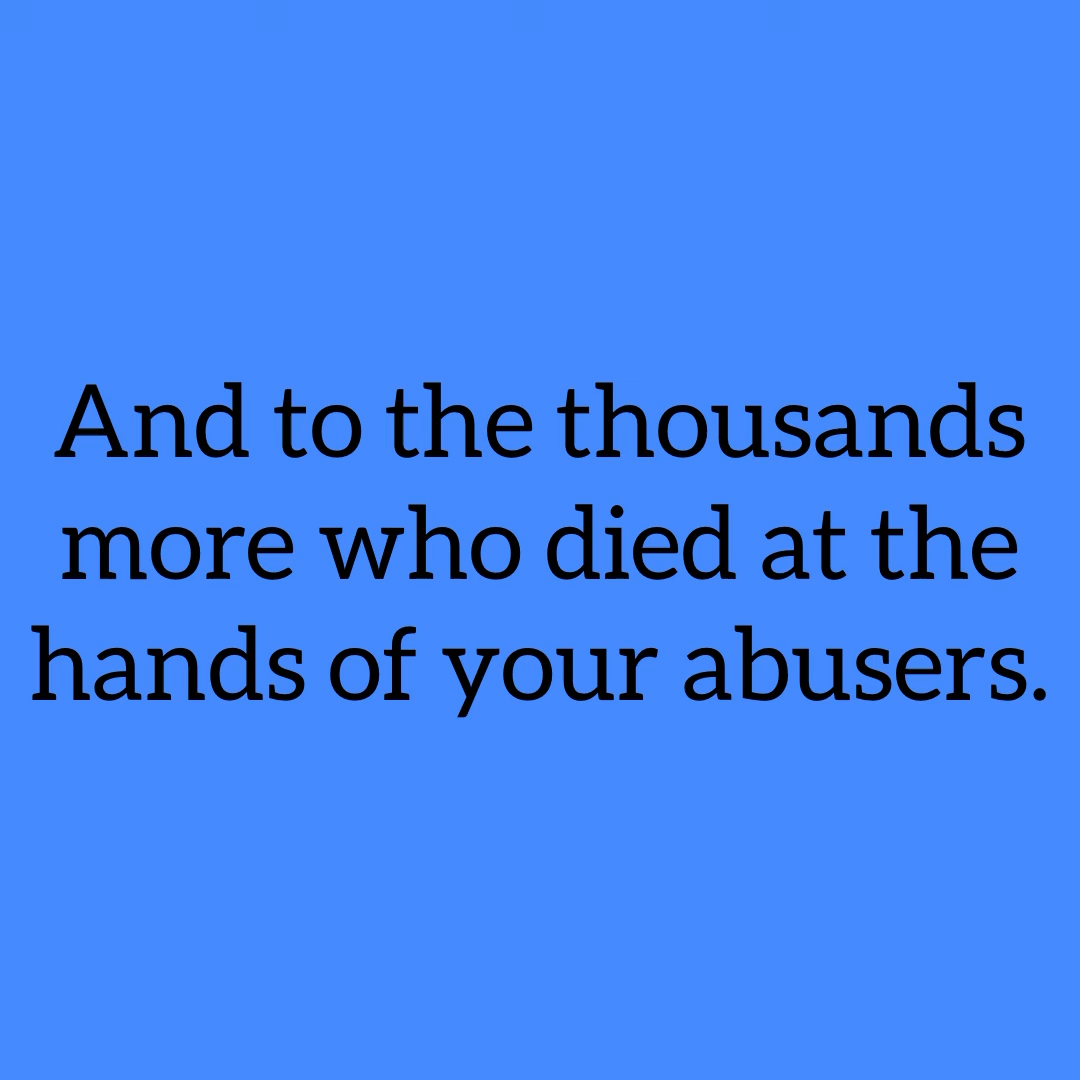 And to the thousands
more who died at the
hands of your abusers.